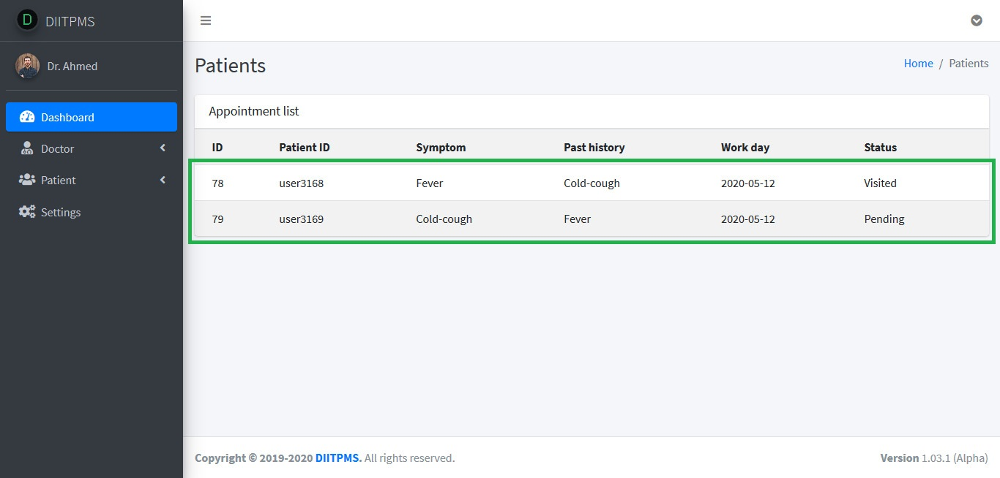 D DIITPMS
Dr. Ahmed
Dashboard
Doctor
Patient
Settings
Patients
Home / Patients
Appointment list
ID Patient ID Symptom Past history Work day Status
78 user3168 Fever Cold-cough 2020-05-12 Visited
79 user3169 Cold-cough Fever 2020-05-12 Pending
Copyright © 2019-2020 DIITPMS. All rights reserved.
Version 1.03.1 (Alpha)